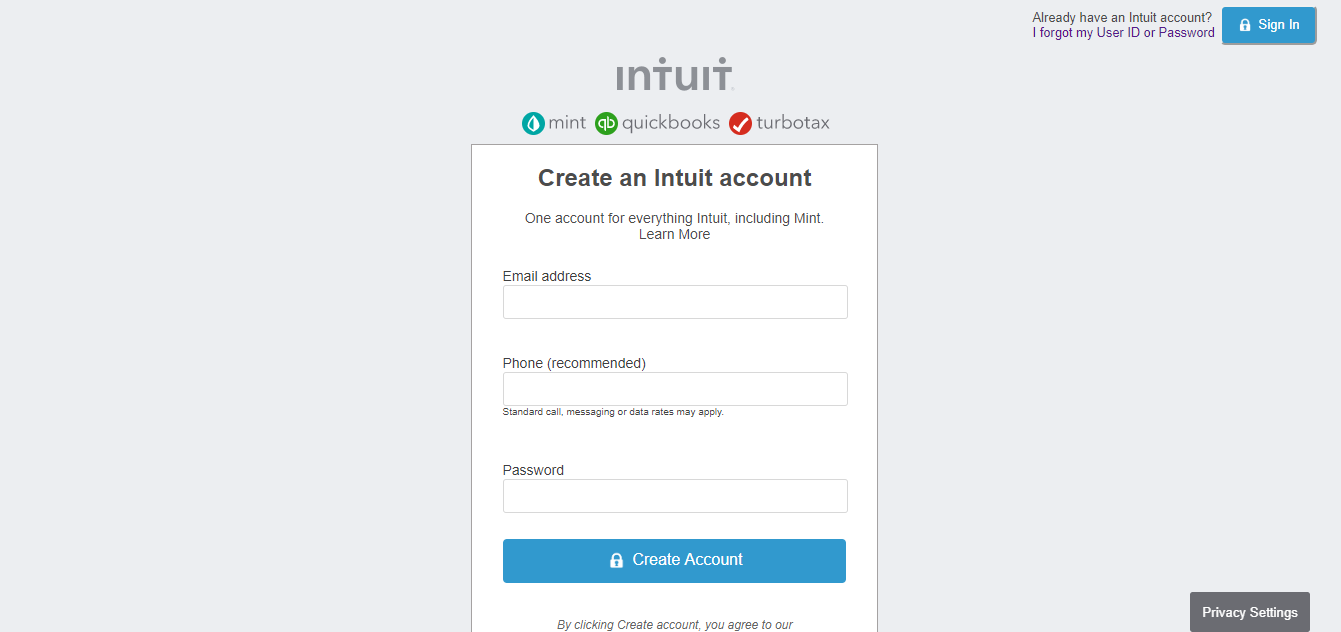 Already have an Intuit account?
I forgot my User ID or Password
Sign In
intuit
mint qb quickbooks turbotax
Create an Intuit account
One account for everything Intuit, including Mint.
Learn More
Email address
Phone (recommended)
Standard call, messaging or data rates may apply.
Password
Create Account
By clicking Create account, you agree to our
Privacy Settings